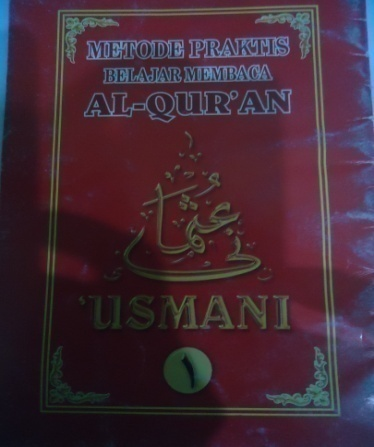 METODE PRAKTIS
BELAJAR MEMBACA
AL-QUR'AN
عثماني
'USMANI
١